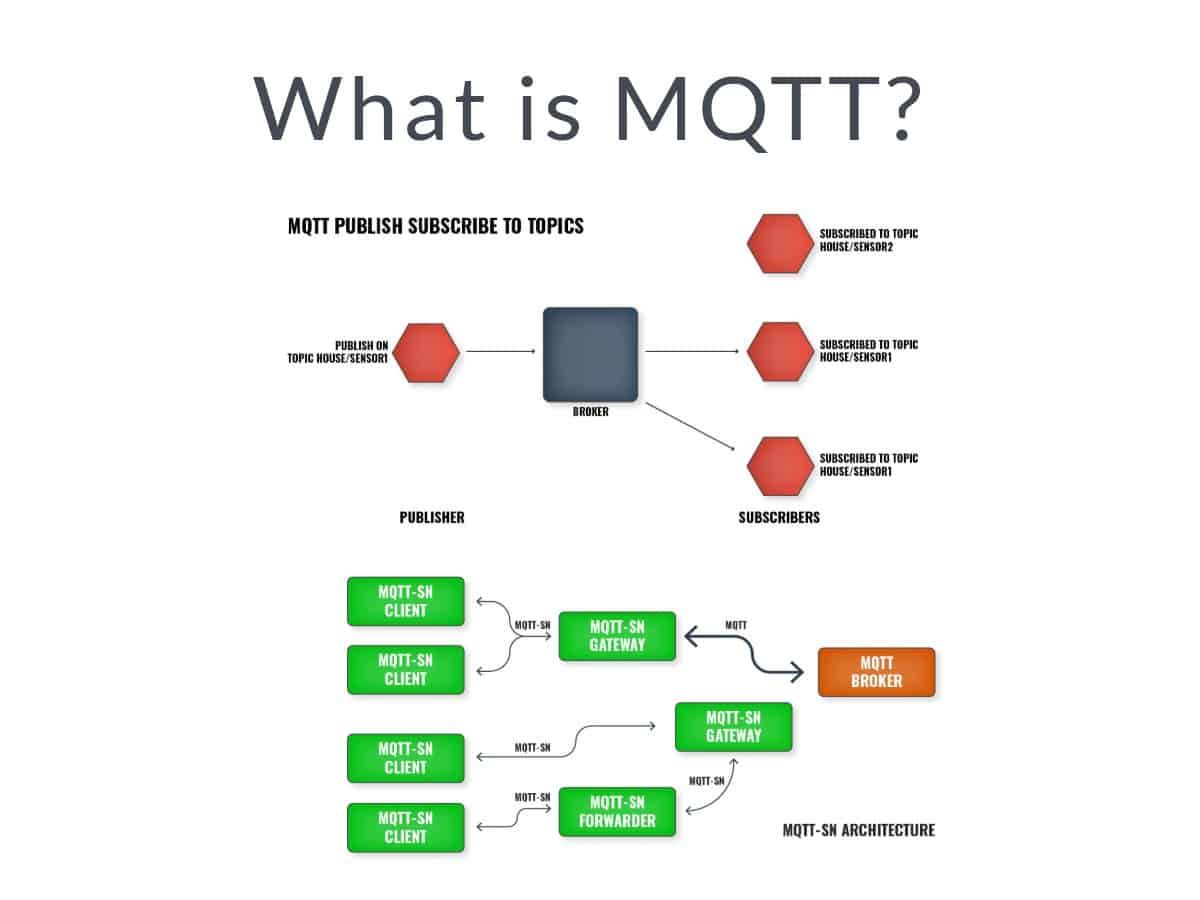 What is MQTT?
MQTT PUBLISH SUBSCRIBE TO TOPICS
SUBSCRIBED TO TOPIC
HOUSE/SENSOR2
PUBLISH ON
TOPIC HOUSE/SENSOR1
SUBSCRIBED TO TOPIC
HOUSE/SENSOR1
BROKER
SUBSCRIBED TO TOPIC
HOUSE/SENSOR1
PUBLISHER
SUBSCRIBERS
MQTT-SN
CLIENT
MQTT-SN
MQTT-SN
GATEWAY
MQTT
MQTT-SN
CLIENT
MQTT
BROKER
MQTT-SN
GATEWAY
MQTT-SN
CLIENT
MQTT-SN
MQTT-SN
MQTT-SN
CLIENT
MQTT-SN
MQTT-SN
FORWARDER
MQTT-SN ARCHITECTURE